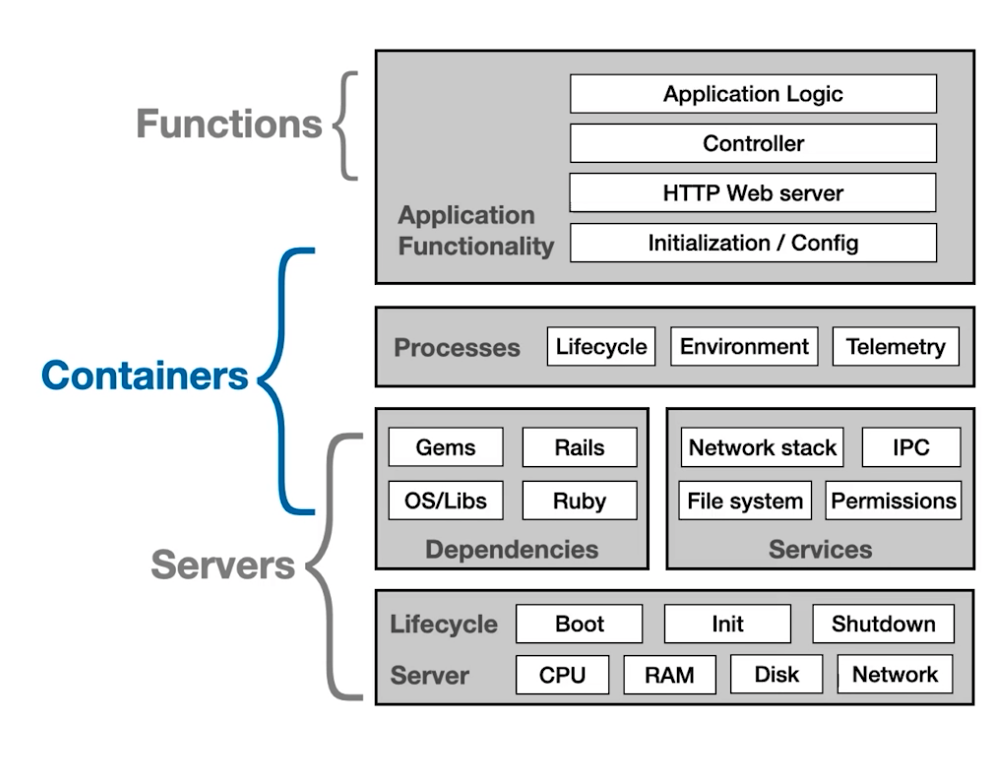 Functions
Application Logic
Controller
HTTP Web server
Initialization / Config
Application
Functionality
Containers
Processes
Lifecycle
Environment
Telemetry
Servers
Gems
Rails
OS/Libs
Ruby
Dependencies
Network stack
IPC
File system
Permissions
Services
Lifecycle
Boot
Init
Shutdown
Server
CPU
RAM
Disk
Network